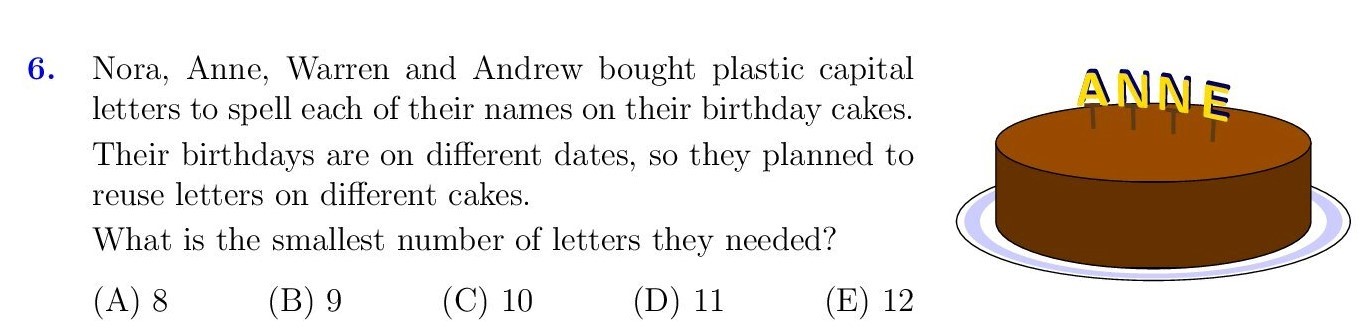 6. Nora, Anne, Warren and Andrew bought plastic capital
letters to spell each of their names on their birthday cakes.
Their birthdays are on different dates, so they planned to
reuse letters on different cakes.
What is the smallest number of letters they needed?
(A) 8 (B) 9 (C) 10 (D) 11 (E) 12
ANNE